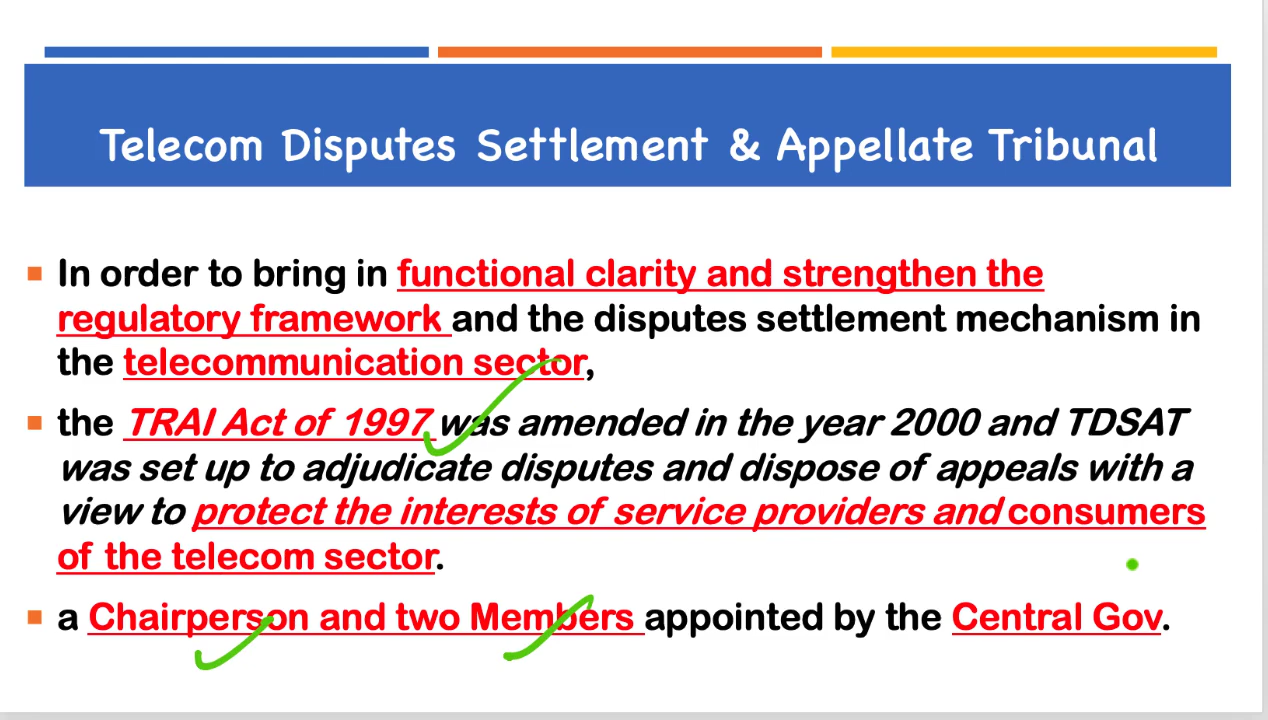 Telecom Disputes Settlement & Appellate Tribunal
In order to bring in functional clarity and strengthen the
regulatory framework and the disputes settlement mechanism in
the telecommunication sector,
the TRAI Act of 1997 was amended in the year 2000 and TDSAT
was set up to adjudicate disputes and dispose of appeals with a
view to protect the interests of service providers and consumers
of the telecom sector.
a Chairperson and two Members appointed by the Central Gov.